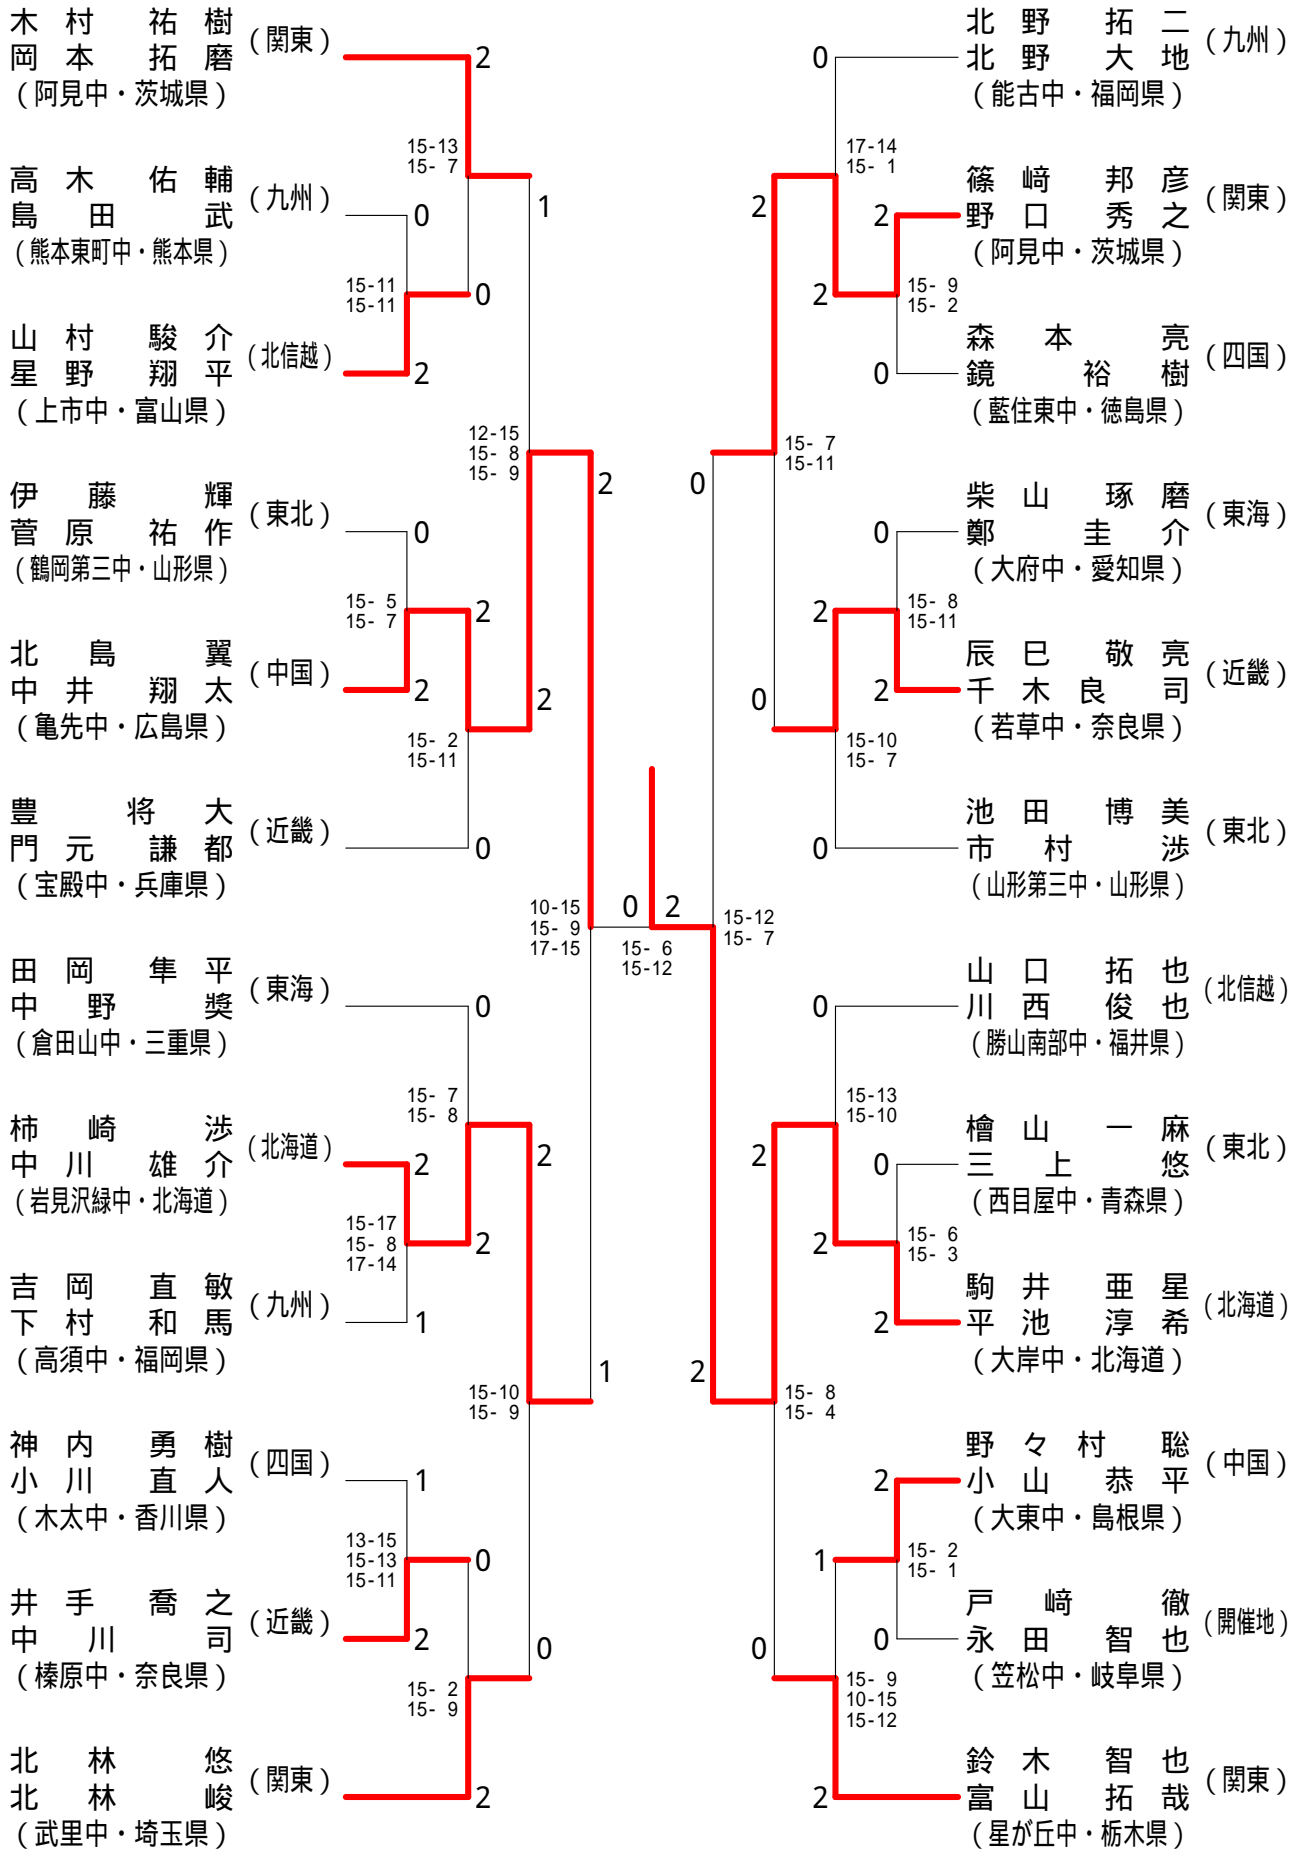 木村 祐樹
岡本 拓磨
(関東)
(阿見中・茨城県)
2
15-13
15- 7
1
高木 佑輔
島田 武
(九州)
(熊本東町中・熊本県)
0
15-11
15-11
0
山村 駿介
星野 翔平
(北信越)
(上市中・富山県)
2
12-15
15- 8
15- 9
2
伊藤 輝
菅原 祐作
(東北)
(鶴岡第三中・山形県)
0
15- 5
15- 7
2
北島 翼
中井 翔太
(中国)
(亀先中・広島県)
2
2
15- 2
15-11
豊 将大
門元 謙都
(近畿)
(宝殿中・兵庫県)
0
10-15
15- 9
17-15
0
2
15- 6
15-12
田岡 隼平
中野 奬
(東海)
(倉田山中・三重県)
0
15- 7
15- 8
2
柿崎 渉
中川 雄介
(北海道)
(岩見沢緑中・北海道)
2
15-17
15- 8
17-14
2
吉岡 直敏
下村 和馬
(九州)
(高須中・福岡県)
1
15-10
15- 9
1
神内 勇樹
小川 直人
(四国)
(木太中・香川県)
1
13-15
15-13
15-11
0
井手 喬之
中川 司
(近畿)
(榛原中・奈良県)
2
0
15- 2
15- 9
北林 悠
北林 峻
(関東)
(武里中・埼玉県)
2
北野 拓二
北野 大地
(九州)
(能古中・福岡県)
0
17-14
15- 1
2
篠﨑 邦彦
野口 秀之
(関東)
(阿見中・茨城県)
2
15- 9
15- 2
2
森本 亮
鏡 裕樹
(四国)
(藍住東中・徳島県)
0
15- 7
15-11
0
柴山 琢磨
鄭 圭介
(東海)
(大府中・愛知県)
0
15- 8
15-11
2
辰巳 敬亮
千木良 司
(近畿)
(若草中・奈良県)
2
0
15-10
15- 7
池田 博美
市村 渉
(東北)
(山形第三中・山形県)
0
15-12
15- 7
山口 拓也
川西 俊也
(北信越)
(勝山南部中・福井県)
0
15-13
15-10
2
檜山 一麻
三上 悠
(東北)
(西目屋中・青森県)
0
15- 6
15- 3
2
駒井 亜星
平池 淳希
(北海道)
(大岸中・北海道)
2
15- 8
15- 4
2
野々村 聡
小山 恭平
(中国)
(大東中・島根県)
2
15- 2
15- 1
1
戸﨑 徹
永田 智也
(開催地)
(笠松中・岐阜県)
0
0
15- 9
10-15
15-12
鈴木 智也
富山 拓哉
(関東)
(星が丘中・栃木県)
2